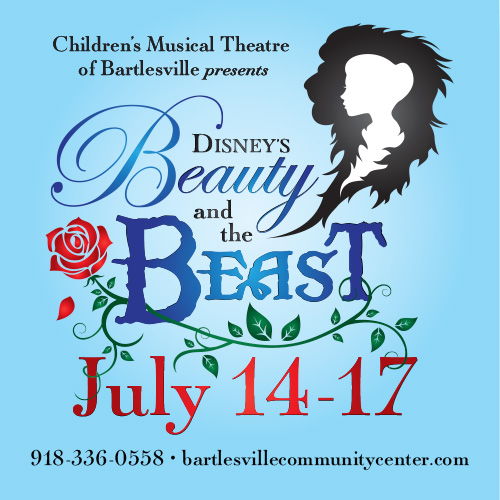 Children's Musical Theatre
of Bartlesville presents
DISNEY'S
Beauty
and
the
BEAST
July 14-17
918-336-0558 • bartlesvillecommunitycenter.com